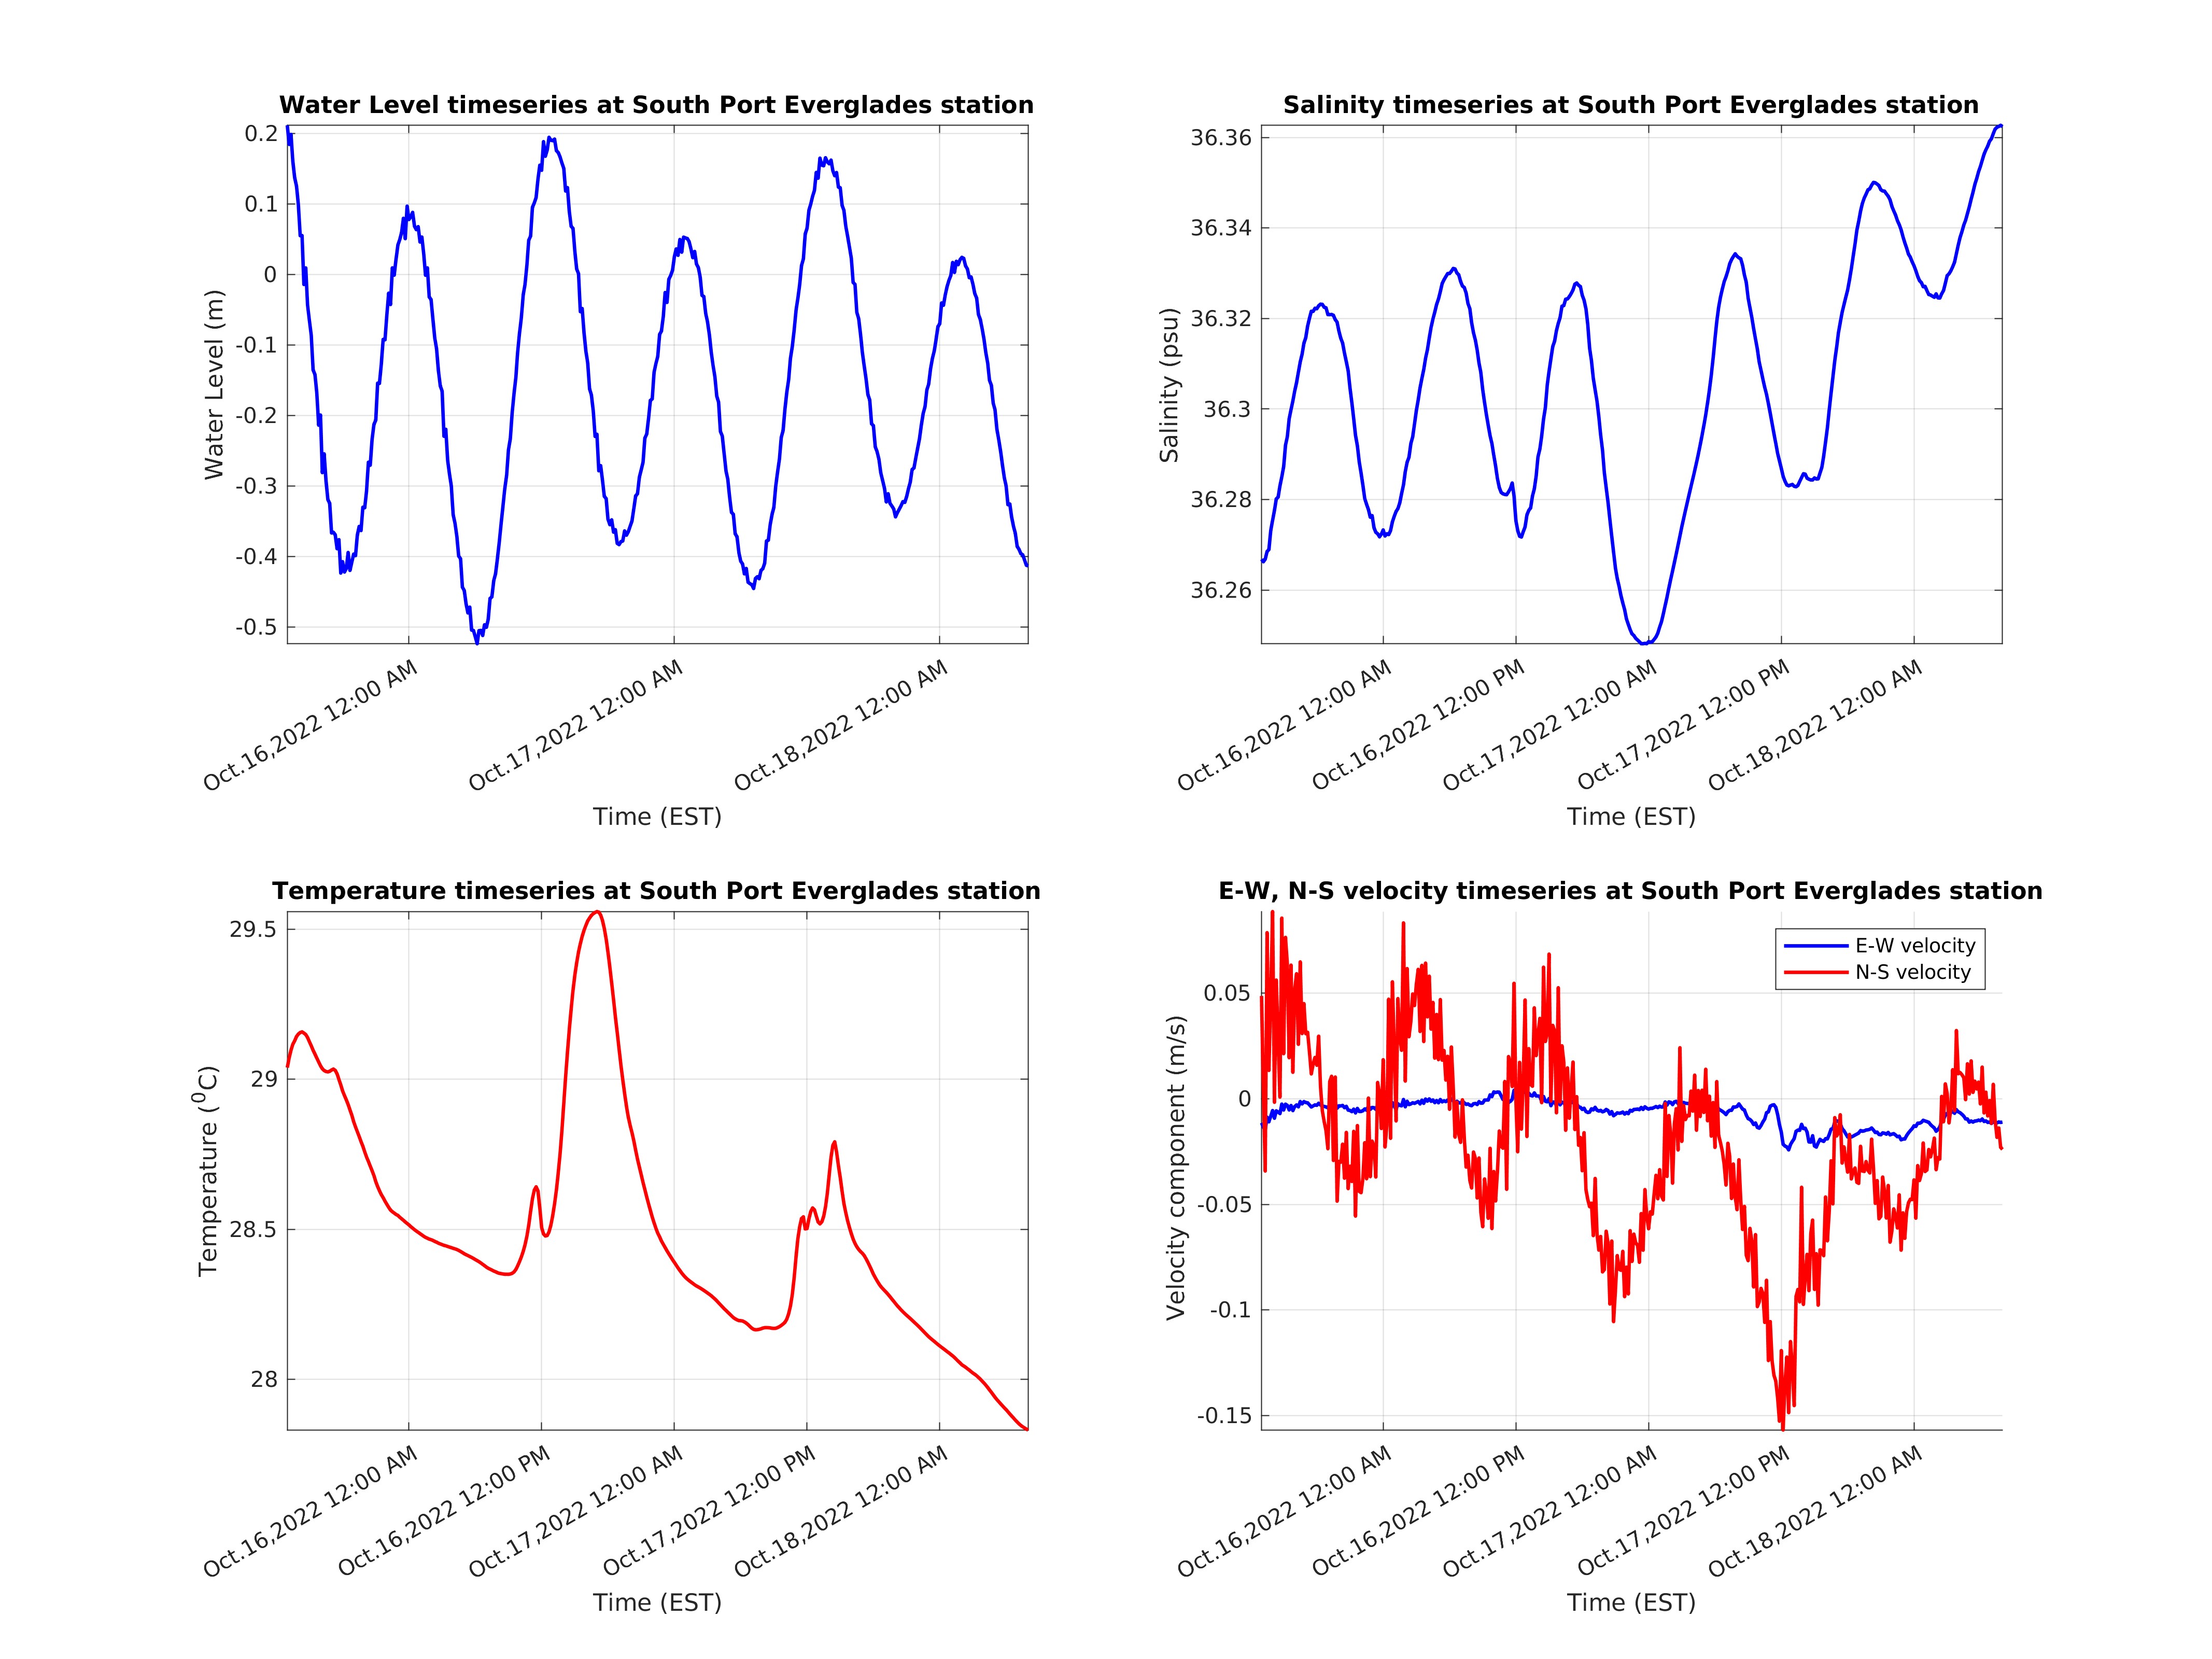 Water Level timeseries at South Port Everglades station
0.2
0.1
0
-0.1
-0.2
-0.3
-0.4
-0.5
Water Level (m)
Oct.16,2022 12:00 AM
Oct.17,2022 12:00 AM
Oct.18,2022 12:00 AM
Time (EST)
Salinity timeseries at South Port Everglades station
36.36
36.34
36.32
36.3
36.28
36.26
Salinity (psu)
Oct.16,2022 12:00 AM
Oct.16,2022 12:00 PM
Oct.17,2022 12:00 AM
Oct.17,2022 12:00 PM
Oct.18,2022 12:00 AM
Time (EST)
Temperature timeseries at South Port Everglades station
29.5
29
28.5
28
Temperature (⁰C)
Oct.16,2022 12:00 AM
Oct.16,2022 12:00 PM
Oct.17,2022 12:00 AM
Oct.17,2022 12:00 PM
Oct.18,2022 12:00 AM
Time (EST)
E-W, N-S velocity timeseries at South Port Everglades station
E-W velocity
N-S velocity
0.05
0
-0.05
-0.1
-0.15
Velocity component (m/s)
Oct.16,2022 12:00 AM
Oct.16,2022 12:00 PM
Oct.17,2022 12:00 AM
Oct.17,2022 12:00 PM
Oct.18,2022 12:00 AM
Time (EST)